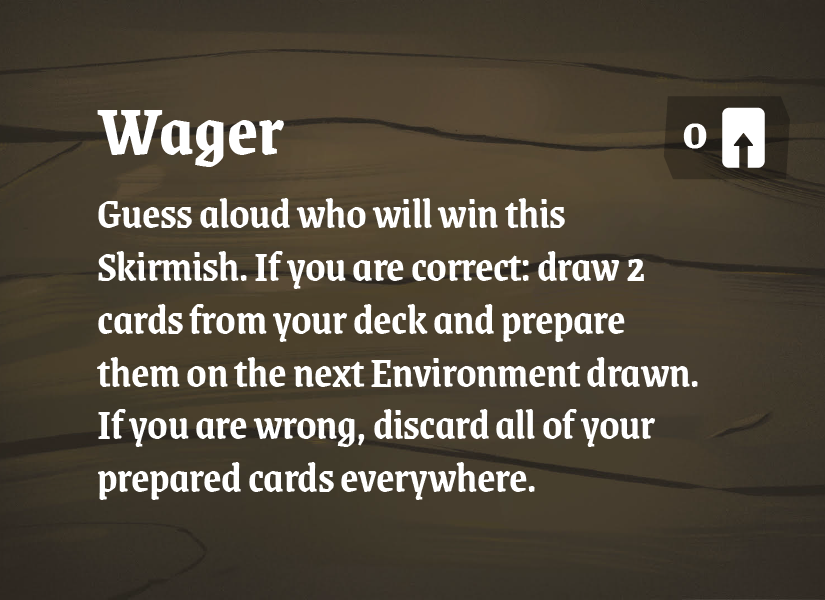 Wager
0
Guess aloud who will win this
Skirmish. If you are correct: draw 2
cards from your deck and prepare
them on the next Environment drawn.
If you are wrong, discard all of your
prepared cards everywhere.